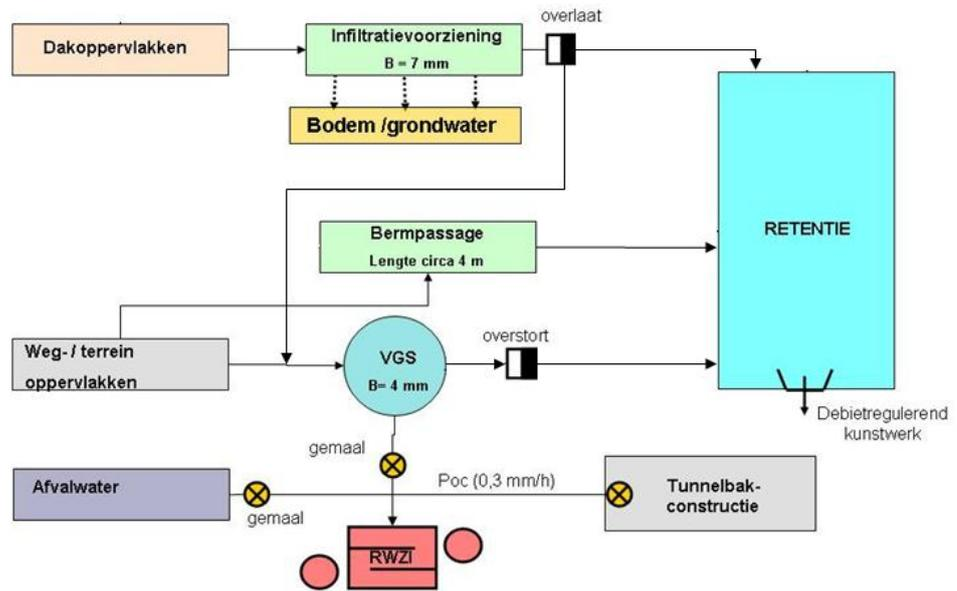 overlaat
Dakoppervlakken
Infiltratievoorziening
B = 7 mm
Bodem /grondwater
Bermpassage
Lengte circa 4 m
RETENTIE
Weg- / terrein
oppervlakken
VGS
B= 4 mm
overstort
Debietregulerend
kunstwerk
gemaal
Afvalwater
gemaal
Poc (0,3 mm/h)
Tunnelbak-
constructie
RWZI